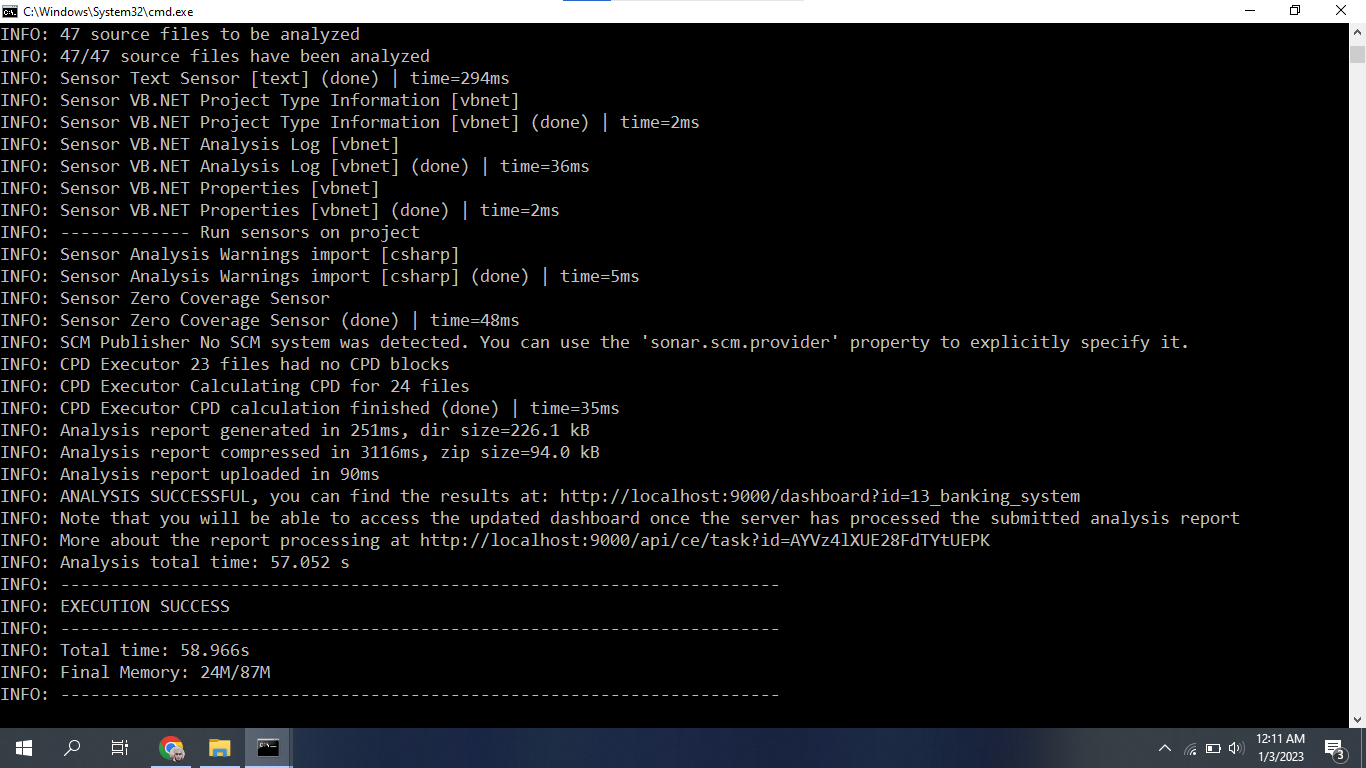 C:\Windows\System32\cmd.exe
INFO: 47 source files to be analyzed
INFO: 47/47 source files have been analyzed
INFO: Sensor Text Sensor [text] (done) | time=294ms
INFO: Sensor VB.NET Project Type Information [vbnet]
INFO: Sensor VB.NET Project Type Information [vbnet] (done) | time=2ms
INFO: Sensor VB.NET Analysis Log [vbnet]
INFO: Sensor VB.NET Analysis Log [vbnet] (done) | time=36ms
INFO: Sensor VB.NET Properties [vbnet]
INFO: Sensor VB.NET Properties [vbnet] (done) | time=2ms
INFO: ------------- Run sensors on project
INFO: Sensor Analysis Warnings import [csharp]
INFO: Sensor Analysis Warnings import [csharp] (done) | time=5ms
INFO: Sensor Zero Coverage Sensor
INFO: Sensor Zero Coverage Sensor (done) | time=48ms
INFO: SCM Publisher No SCM system was detected. You can use the 'sonar.scm.provider' property to explicitly specify it.
INFO: CPD Executor 23 files had no CPD blocks
INFO: CPD Executor Calculating CPD for 24 files
INFO: CPD Executor CPD calculation finished (done) | time=35ms
INFO: Analysis report generated in 251ms, dir size=226.1 kB
INFO: Analysis report compressed in 3116ms, zip size=94.0 kB
INFO: Analysis report uploaded in 90ms
INFO: ANALYSIS SUCCESSFUL, you can find the results at: http://localhost:9000/dashboard?id=13_banking_system
INFO: Note that you will be able to access the updated dashboard once the server has processed the submitted analysis report
INFO: More about the report processing at http://localhost:9000/api/ce/task?id=AYVz4lXUE28FdTYtUEPK
INFO: Analysis total time: 57.052 s
INFO: ------------------------------------------------------------------------
INFO: EXECUTION SUCCESS
INFO: ------------------------------------------------------------------------
INFO: Total time: 58.966s
INFO: Final Memory: 24M/87M
INFO: ------------------------------------------------------------------------
12:11 AM
1/3/2023
3